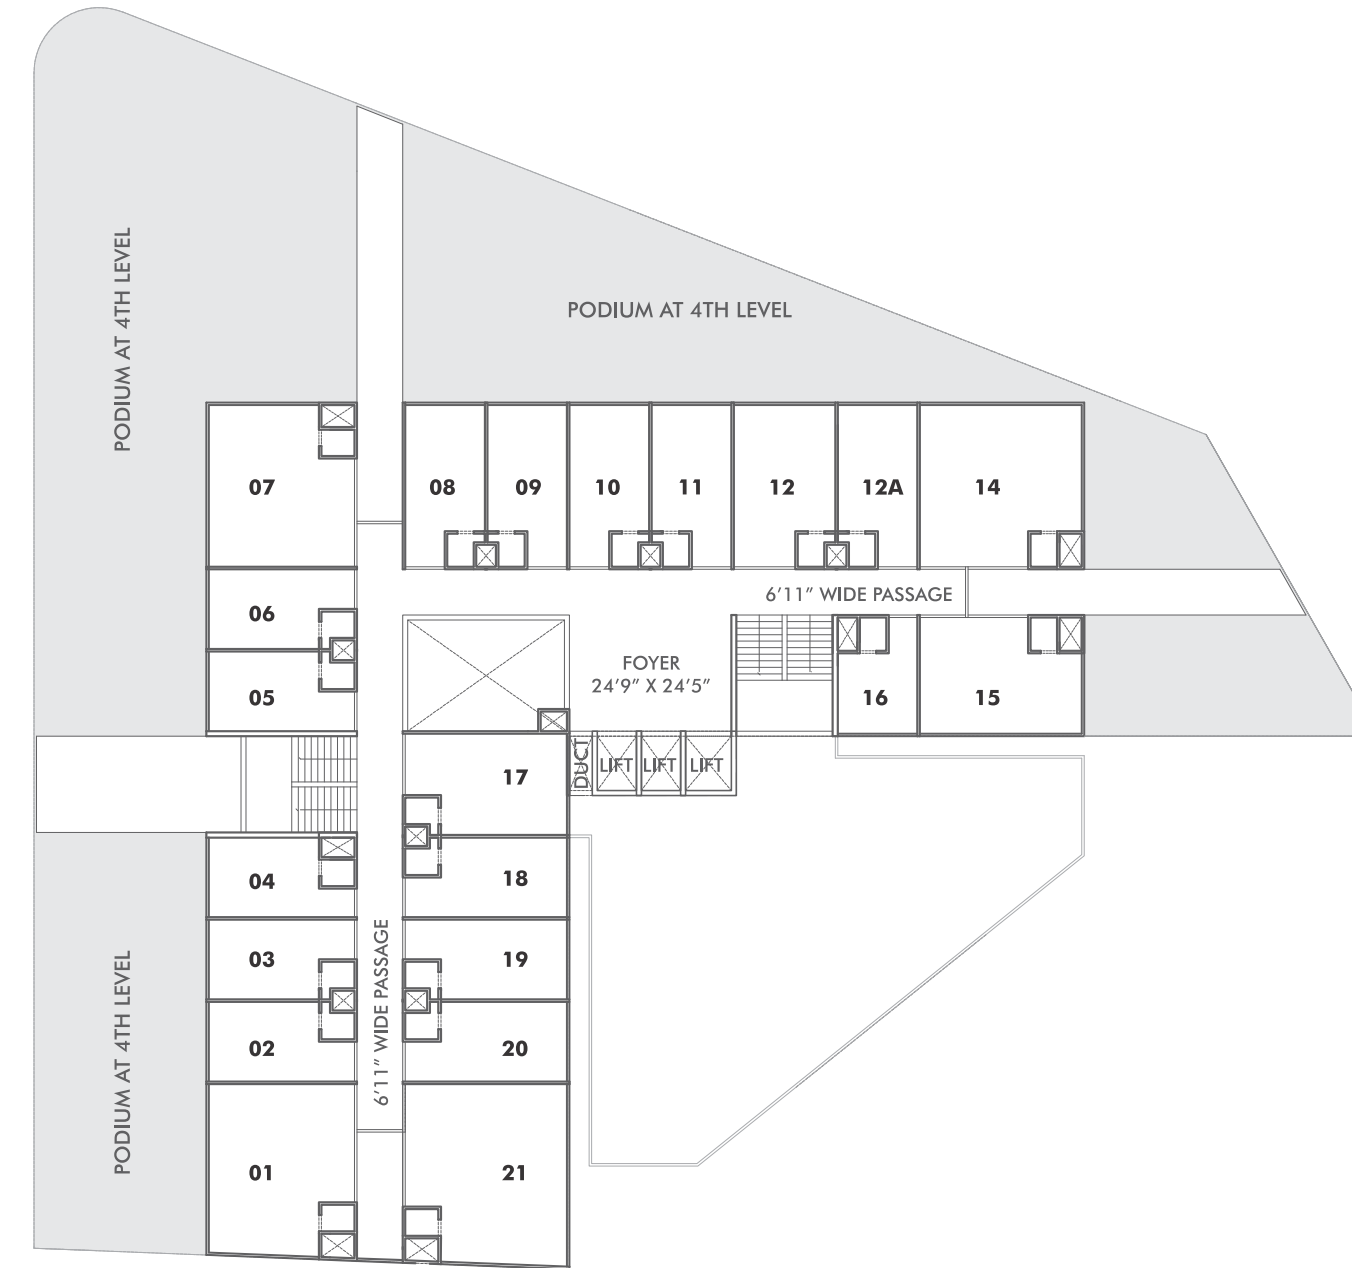 PODIUM AT 4TH LEVEL
PODIUM AT 4TH LEVEL
07
08
09
10
11
12
12A
14
6’11” WIDE PASSAGE
06
05
FOYER
24’9” X 24’5”
16
15
17
DUCT
LIFT
LIFT
LIFT
04
18
03
19
02
20
6’11” WIDE PASSAGE
PODIUM AT 4TH LEVEL
01
21